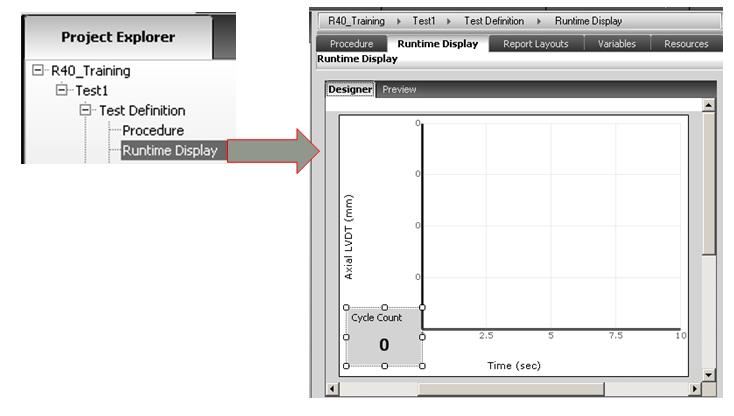 Project Explorer
R40_Training
Test1
Test Definition
Procedure
Runtime Display
R40_Training Test1 Test Definition Runtime Display
Procedure Runtime Display Report Layouts Variables Resources
Runtime Display
Designer Preview
0
0
0
0
Axial LVDT (mm)
Cycle Count
0
2.5 5 7.5 10
Time (sec)